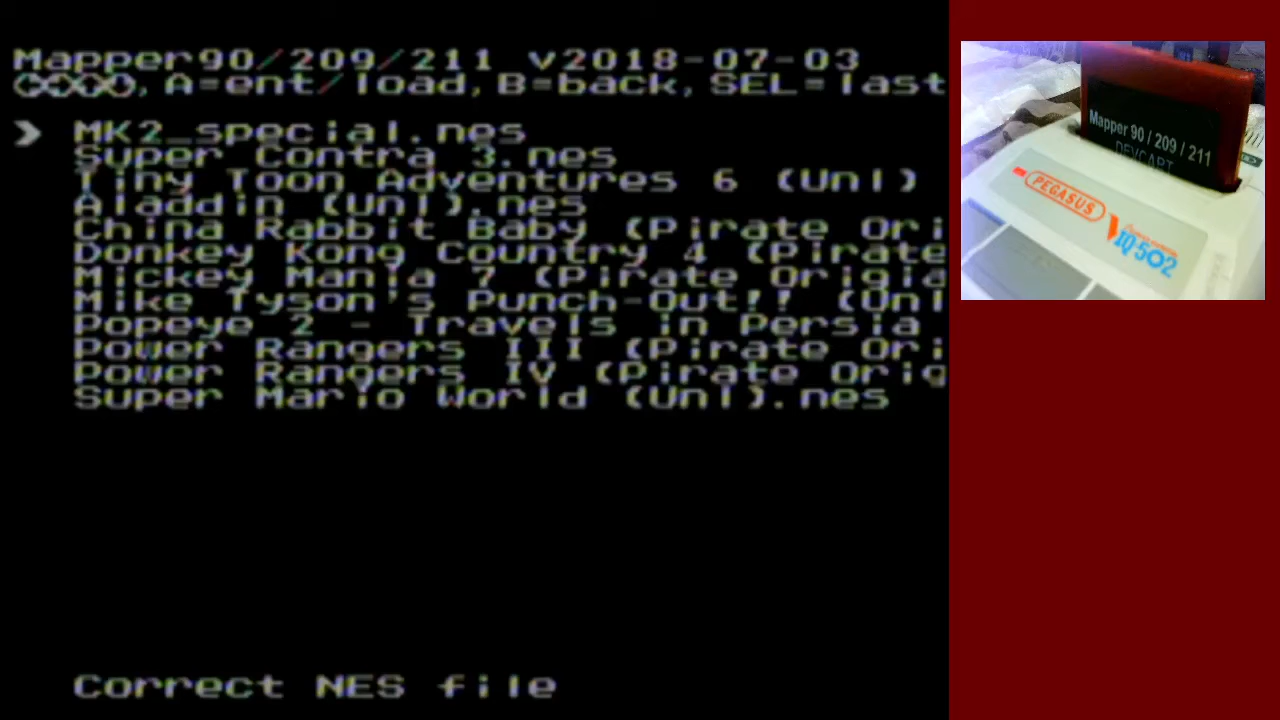 Mapper90/209/211 v2018-07-03
A=ent/load, B=back, SEL=last
MK2_special.nes
Super Contra 3.nes
Tiny Toon Adventures 6 (Unl)
Aladdin (Unl).nes
China Rabbit Baby (Pirate Ori
Donkey Kong Country 4 (Pirate
Mickey Mania 7 (Pirate Origia
Mike Tyson's Punch-Out!! (Unl
Popeye 2 - Travels in Persia
Power Rangers III (Pirate Ori
Power Rangers IV (Pirate Orig
Super Mario World (Unl).nes
Correct NES file
Mapper 90 / 209 / 211
DEVCART
PEGASUS
IQ-502